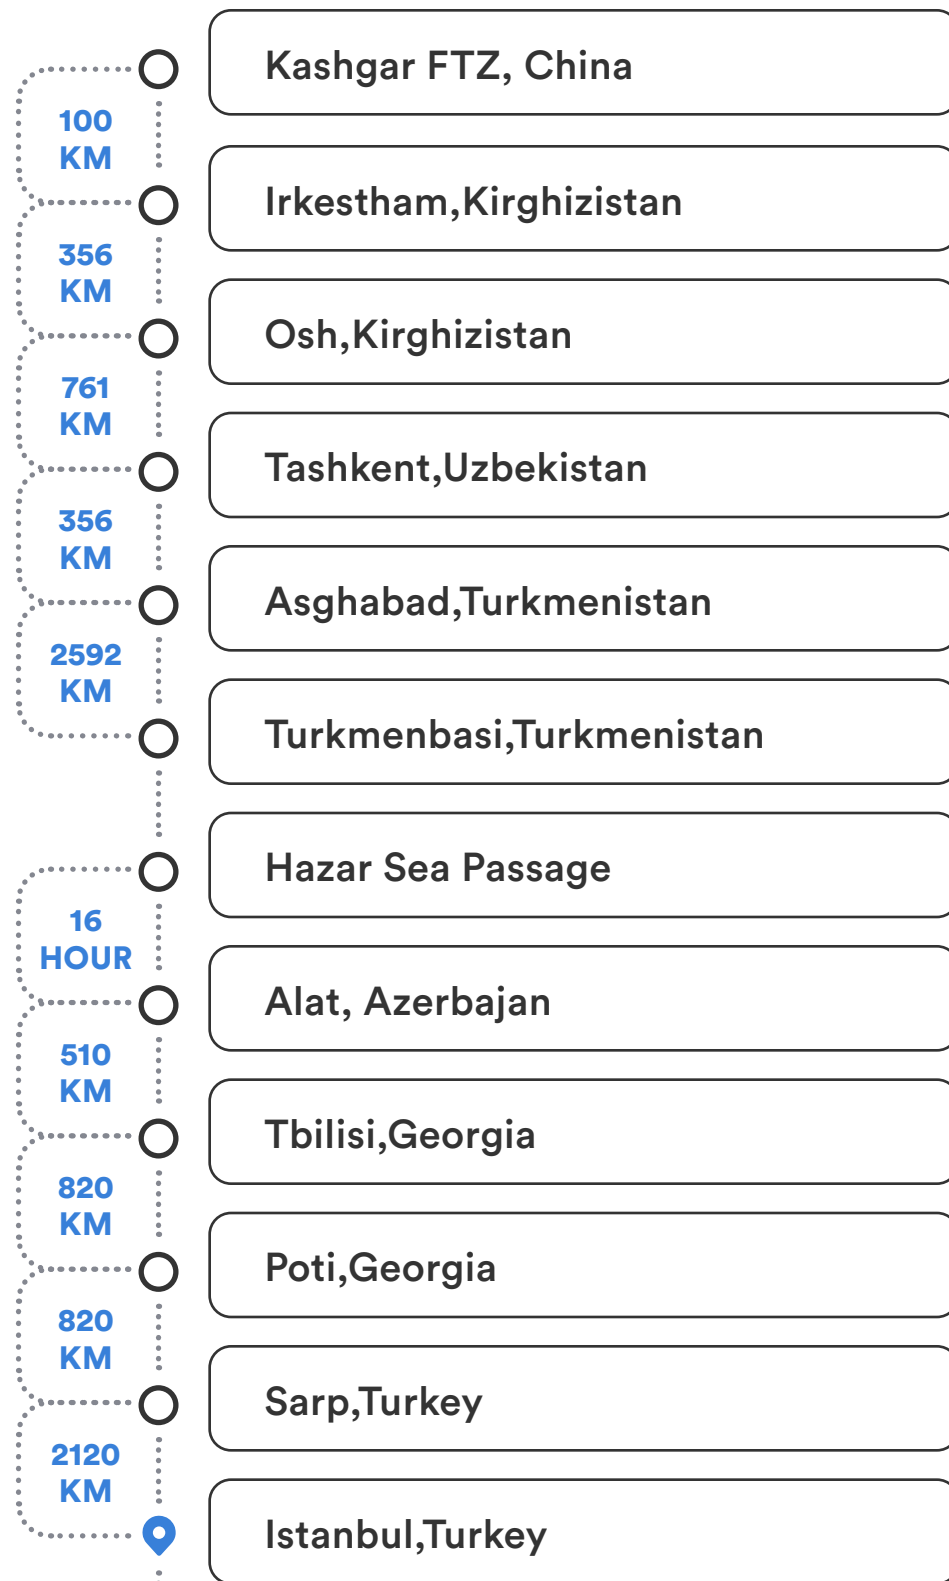 Kashgar FTZ, China
100
KM
Irkestham,Kirghizistan
356
KM
Osh,Kirghizistan
761
KM
Tashkent,Uzbekistan
356
KM
Asghabad,Turkmenistan
2592
KM
Turkmenbasi,Turkmenistan
Hazar Sea Passage
16
HOUR
Alat, Azerbajan
510
KM
Tbilisi,Georgia
820
KM
Poti,Georgia
820
KM
Sarp,Turkey
2120
KM
Istanbul,Turkey